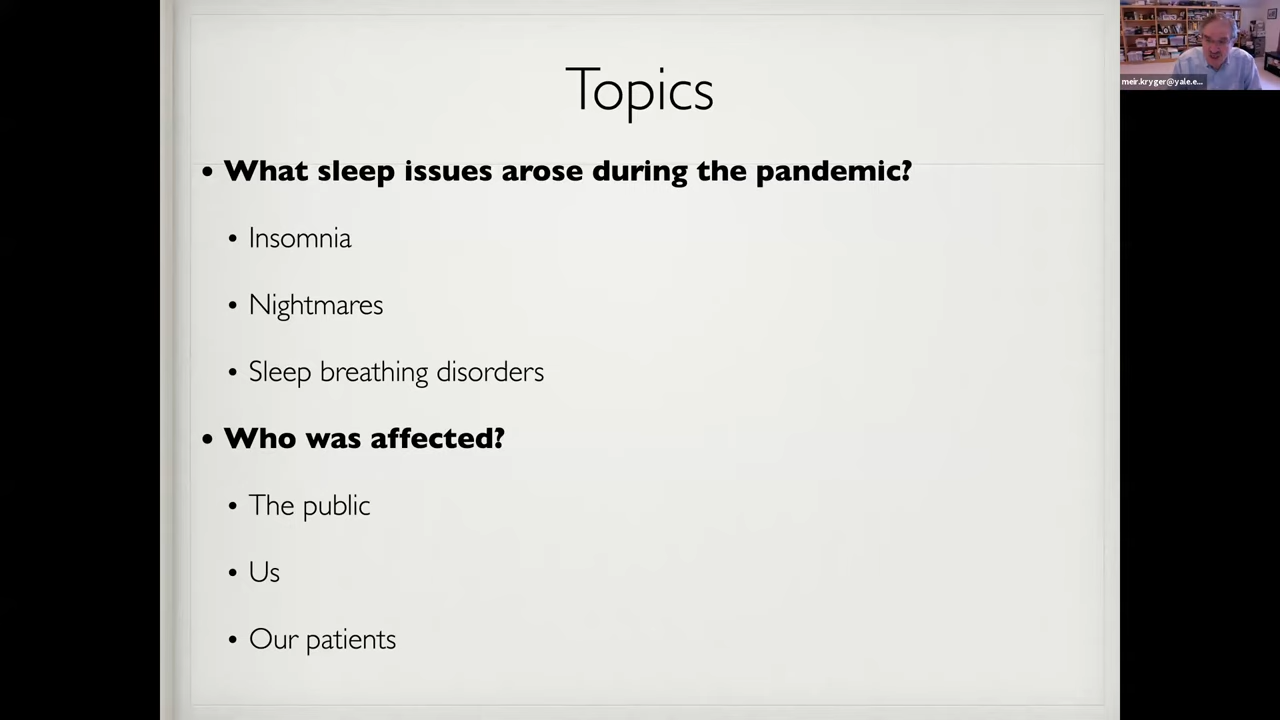 Topics
meir.kryger@yale.e...
• What sleep issues arose during the pandemic?
• Insomnia
• Nightmares
• Sleep breathing disorders
• Who was affected?
• The public
• Us
• Our patients